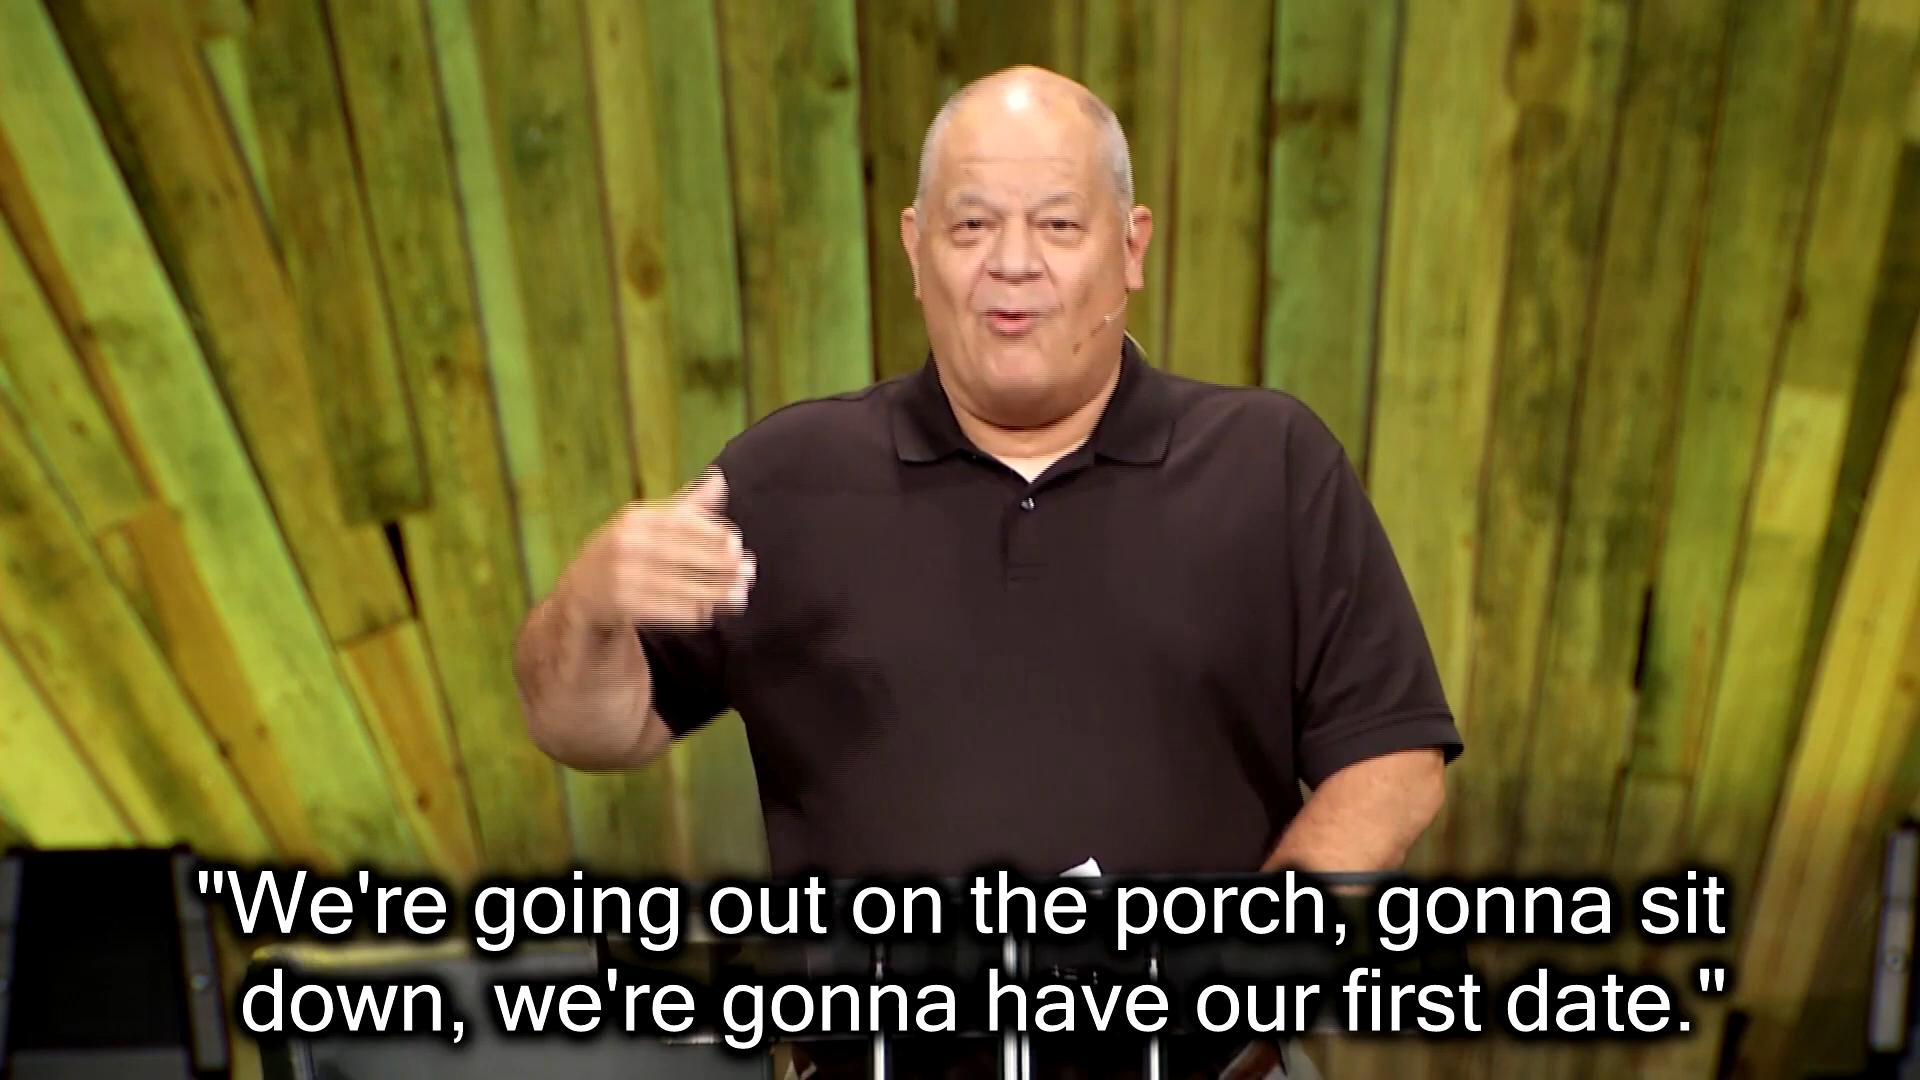 "We're going out on the porch, gonna sit
down, we're gonna have our first date."